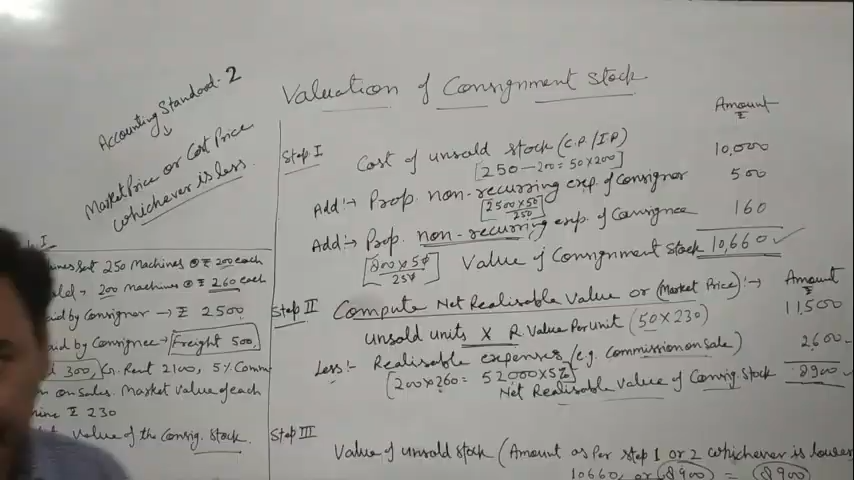 Accounting Standard-2
Market Price or Cost Price
whichever is less.
Valuation of Consignment Stock
Amount
₹
Step I
Cost of unsold stock (C.P/I.P) 10,000
[250-200=50×200]
Add:→ Prop. non-recurring exp. of Consignor 500
[2500×50/250]
Add:→ Prop. non-recurring exp. of Consignee 160
[800×50/250]
Value of Consignment Stock 10,660
Step II Compute Net Realisable Value or (Market Price):→ Amount
₹
unsold units × R. Value Per Unit (50×230) 11,500
Less:- Realisable expenses (e.g. commission on sale) 2,600
[200×260 = 52000×5%]
Net Realisable Value of Consig. Stock 8900
Step III
Value of unsold stock (Amount as Per step 1 or 2 whichever is lower
10660 or 8900 = 8900
I
sent 250 Machines @ ₹ 200 each
200 machines @ ₹ 260 each
by Consignor → ₹ 2500
by Consignee → Freight 500,
300, Gn. Rent 2100, 5% Comm
on sales. Market value of each
₹ 230
value of the Consig. Stock.